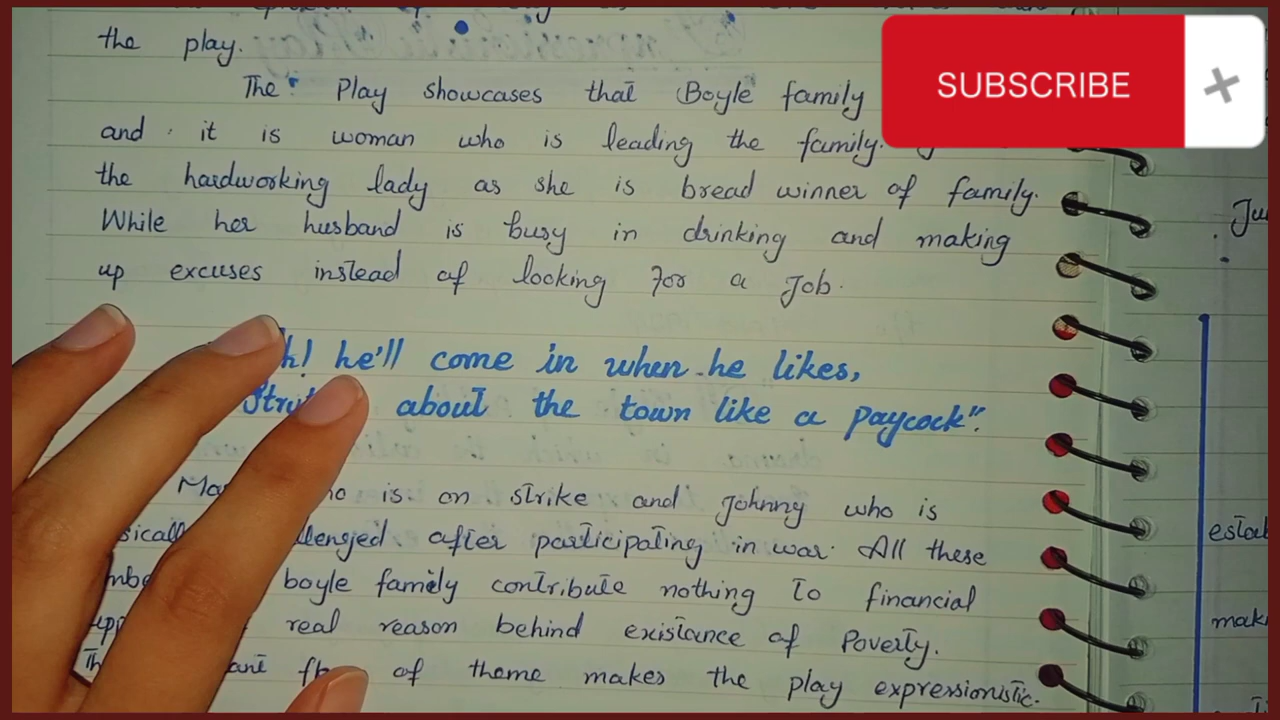 the play.
The Play showcases that Boyle family
and it is woman who is leading the family.
the hardworking lady as she is bread winner of family.
While her husband is busy in drinking and making
up excuses instead of looking for a Job.
he'll come in when he likes,
about the town like a Paycock".
is on strike and Johnny who is
after participating in war. All these
boyle family contribute nothing to financial
real reason behind existance of Poverty.
of theme makes the play expressionistic.
SUBSCRIBE